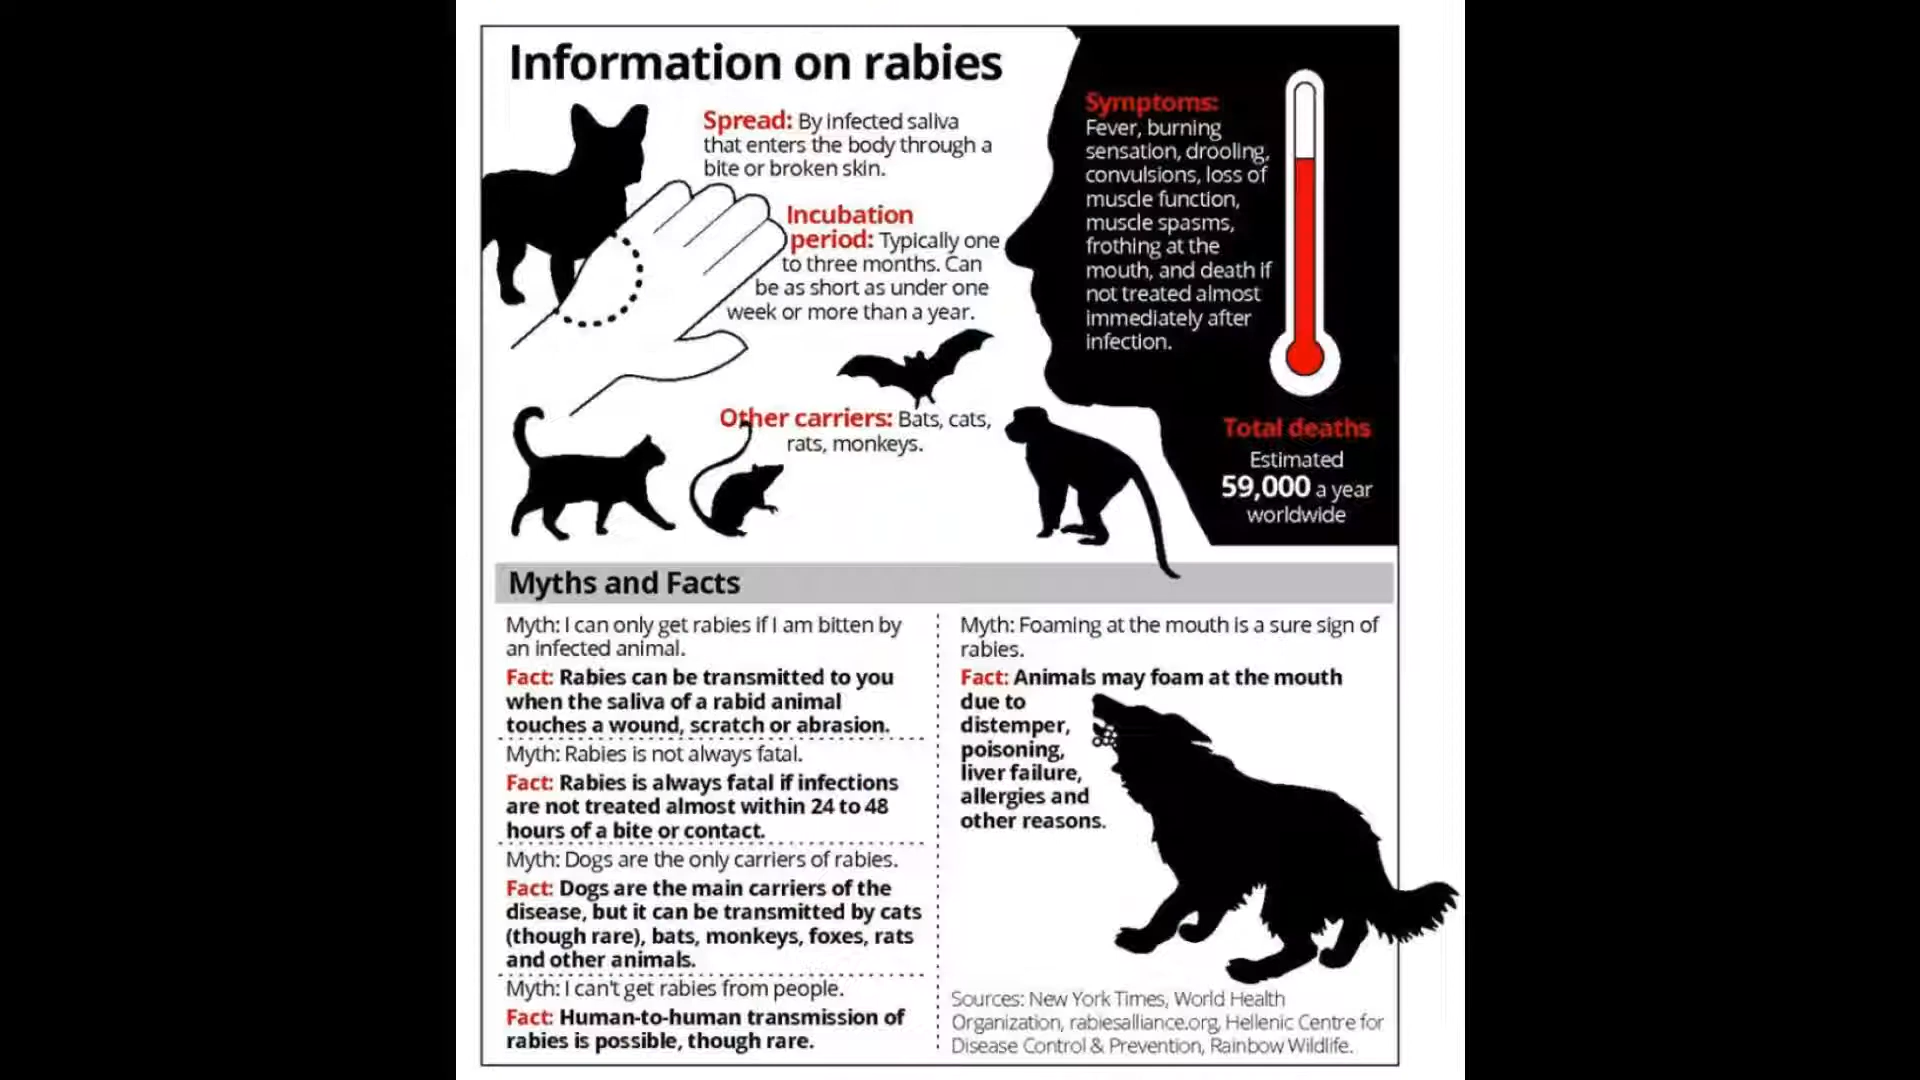 Information on rabies
Spread: By infected saliva
that enters the body through a
bite or broken skin.
Incubation
period: Typically one
to three months. Can
be as short as under one
week or more than a year.
Other carriers: Bats, cats,
rats, monkeys.
Symptoms:
Fever, burning
sensation, drooling,
convulsions, loss of
muscle function,
muscle spasms,
frothing at the
mouth, and death if
not treated almost
immediately after
infection.
Total deaths
Estimated
59,000 a year
worldwide
Myths and Facts
Myth: I can only get rabies if I am bitten by
an infected animal.
Fact: Rabies can be transmitted to you
when the saliva of a rabid animal
touches a wound, scratch or abrasion.
Myth: Rabies is not always fatal.
Fact: Rabies is always fatal if infections
are not treated almost within 24 to 48
hours of a bite or contact.
Myth: Dogs are the only carriers of rabies.
Fact: Dogs are the main carriers of the
disease, but it can be transmitted by cats
(though rare), bats, monkeys, foxes, rats
and other animals.
Myth: I can't get rabies from people.
Fact: Human-to-human transmission of
rabies is possible, though rare.
Myth: Foaming at the mouth is a sure sign of
rabies.
Fact: Animals may foam at the mouth
due to
distemper,
poisoning,
liver failure,
allergies and
other reasons.
Sources: New York Times, World Health
Organization, rabiesalliance.org, Hellenic Centre for
Disease Control & Prevention, Rainbow Wildlife.